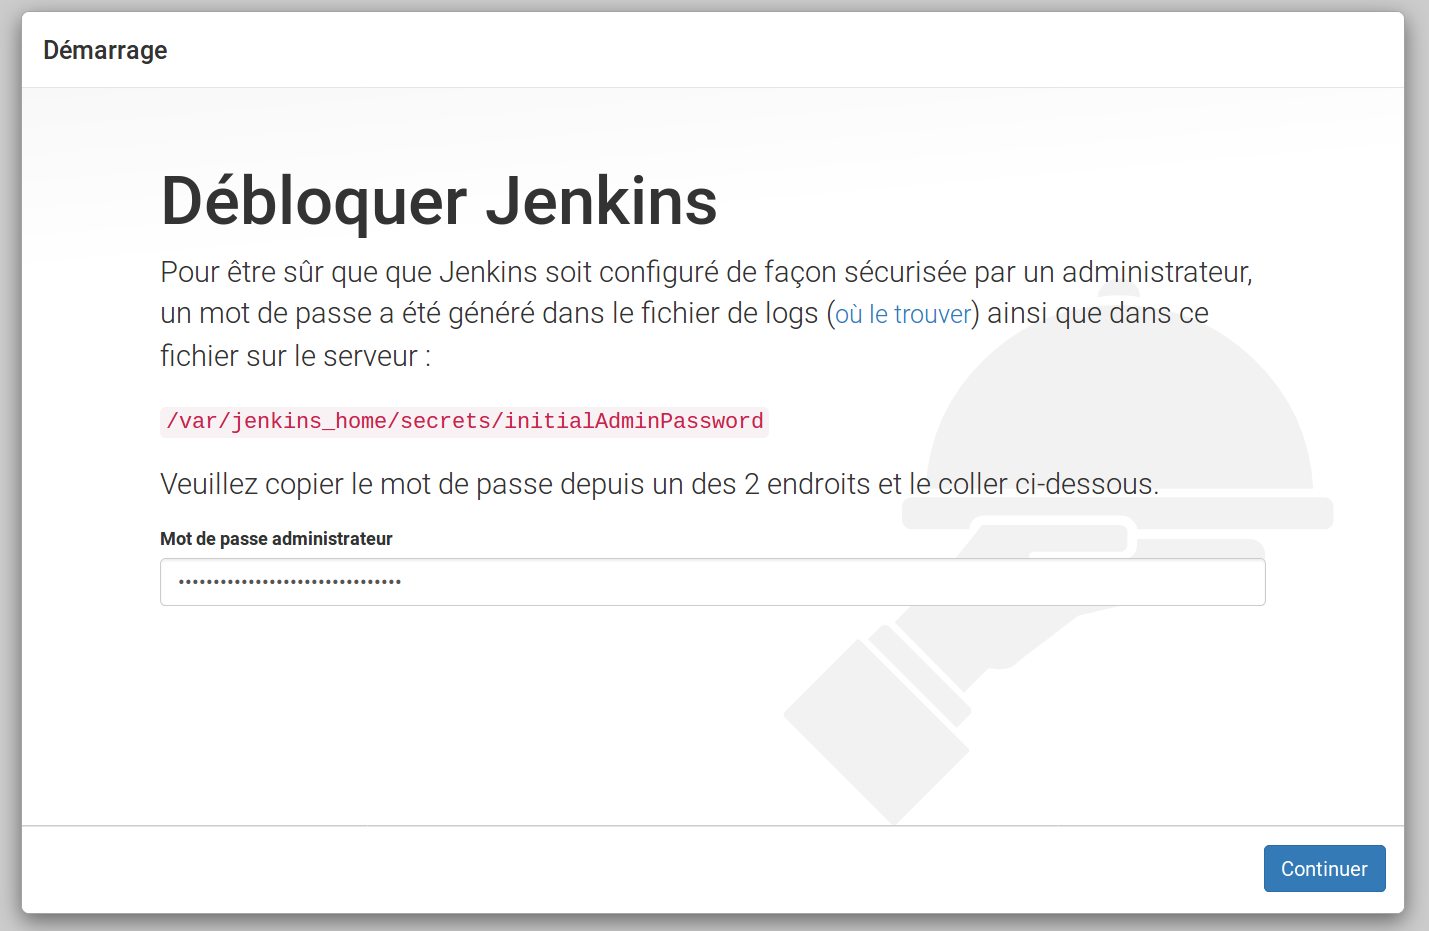 Démarrage
Débloquer Jenkins
Pour être sûr que que Jenkins soit configuré de façon sécurisée par un administrateur,
un mot de passe a été généré dans le fichier de logs (où le trouver) ainsi que dans ce
fichier sur le serveur :
/var/jenkins_home/secrets/initialAdminPassword
Veuillez copier le mot de passe depuis un des 2 endroits et le coller ci-dessous.
Mot de passe administrateur
••••••••••••••••••••••••••••••••
Continuer